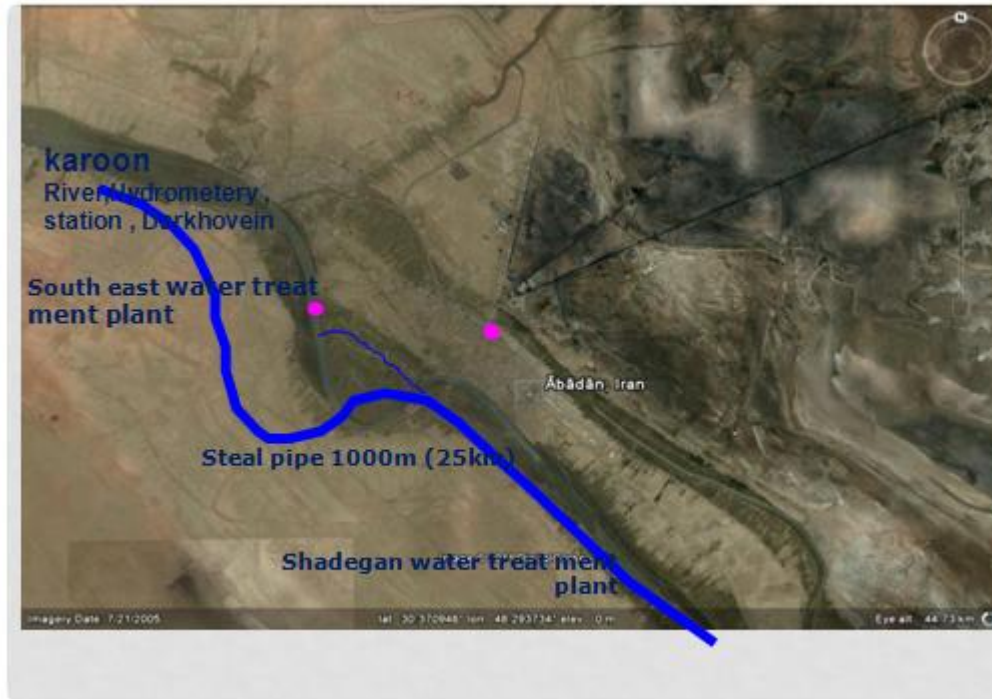 N
karoon
River Hydrometery ,
station , Darkhovein
South east water treat
ment plant
Ābādān, Iran
Steal pipe 1000m (25km)
Shadegan water treat ment
plant
Imagery Date 7/21/2005
lat 30.370948° lon 48.293734° elev 0 m
Eye alt 44.73 km